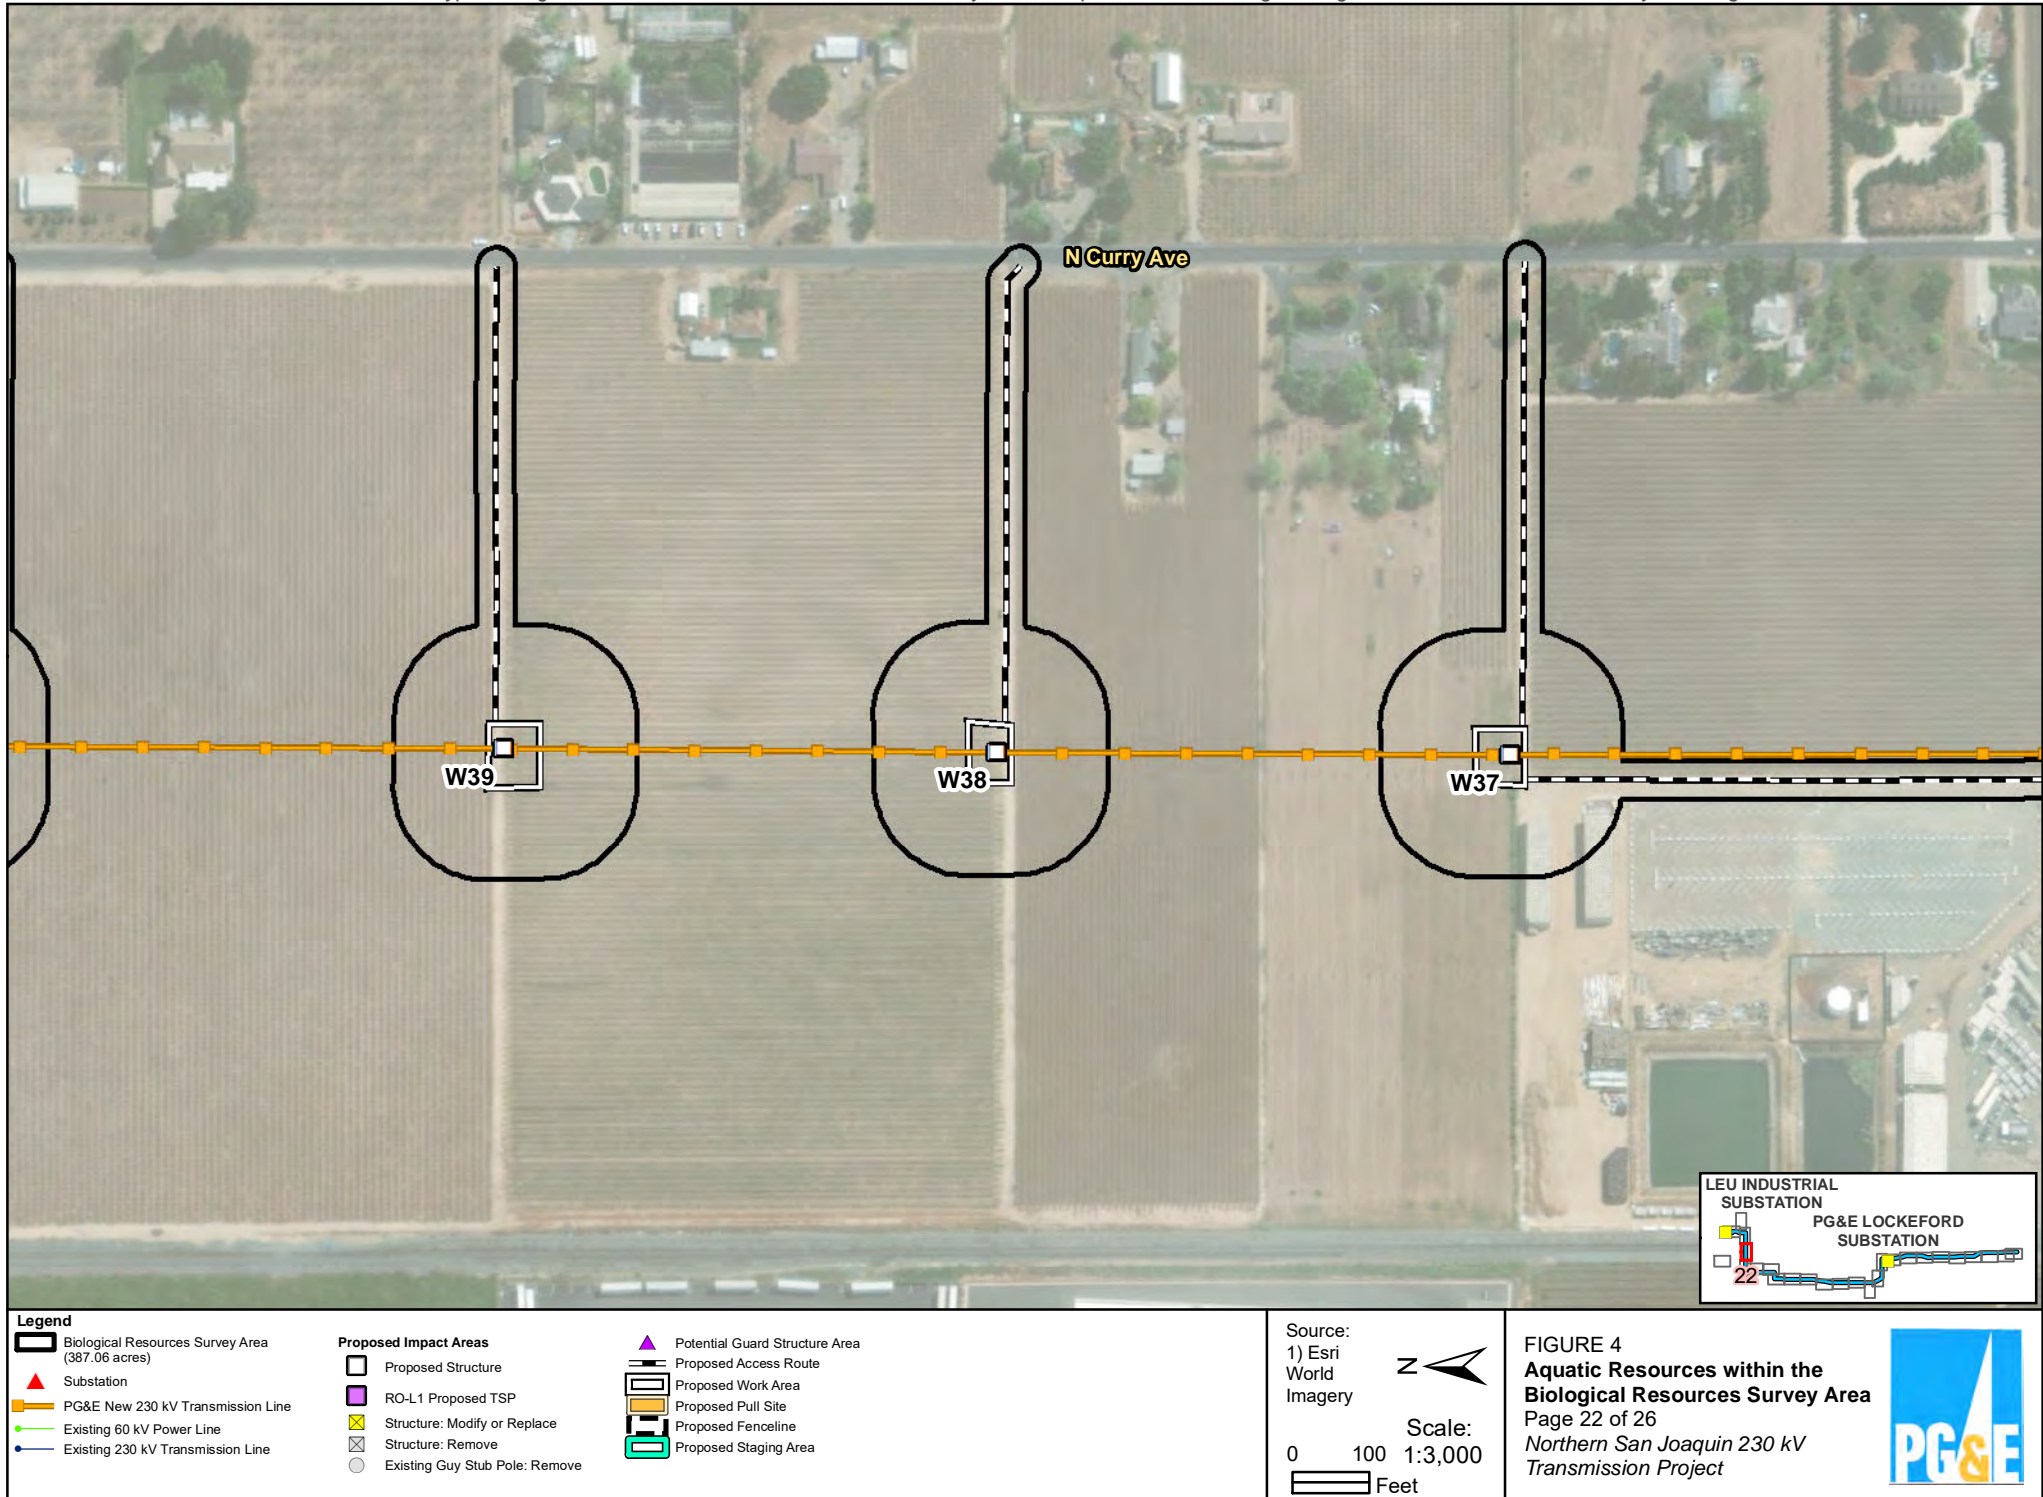 N Curry Ave
W39
W38
W37
LEU INDUSTRIAL
SUBSTATION
PG&E LOCKEFORD
SUBSTATION
22
Legend
Biological Resources Survey Area
(387.06 acres)
Substation
PG&E New 230 kV Transmission Line
Existing 60 kV Power Line
Existing 230 kV Transmission Line
Proposed Impact Areas
Proposed Structure
RO-L1 Proposed TSP
Structure: Modify or Replace
Structure: Remove
Existing Guy Stub Pole: Remove
Potential Guard Structure Area
Proposed Access Route
Proposed Work Area
Proposed Pull Site
Proposed Fenceline
Proposed Staging Area
Source:
1) Esri
World
Imagery
N
Scale:
0 100 1:3,000
Feet
FIGURE 4
Aquatic Resources within the
Biological Resources Survey Area
Page 22 of 26
Northern San Joaquin 230 kV
Transmission Project
PG&E